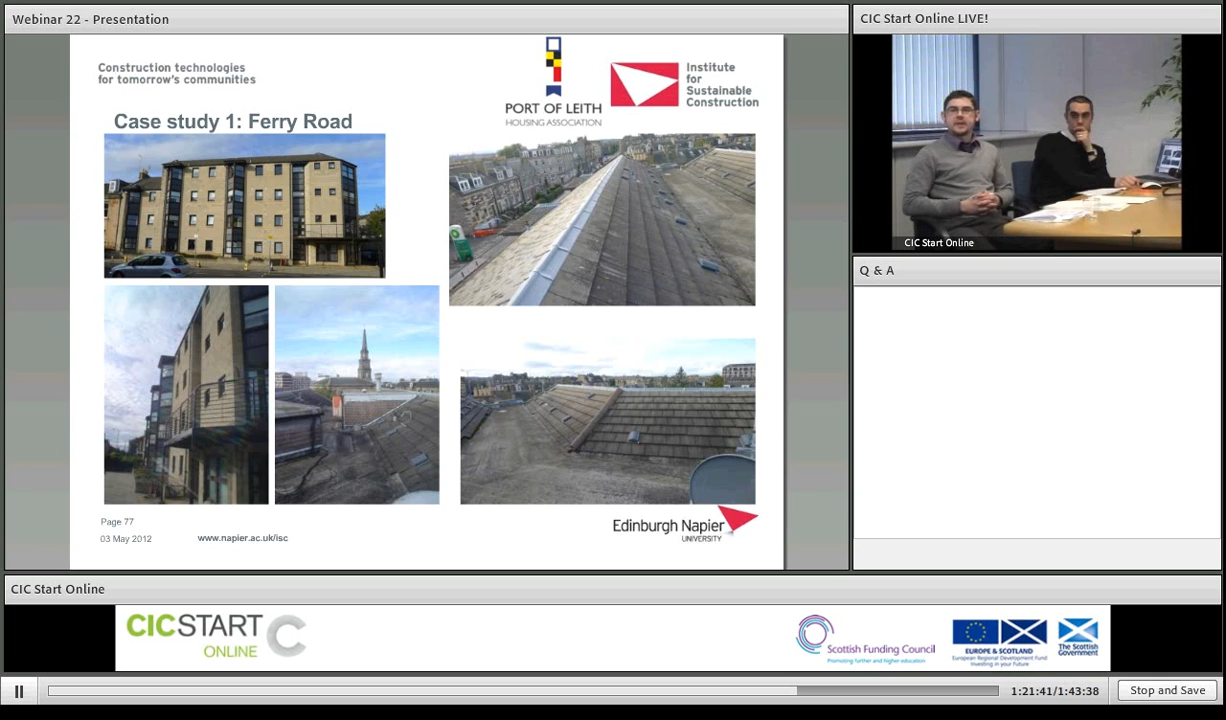 Webinar 22 - Presentation
CIC Start Online LIVE!
Construction technologies
for tomorrow's communities
PORT OF LEITH
HOUSING ASSOCIATION
Institute
for
Sustainable
Construction
Case study 1: Ferry Road
CIC Start Online
Q & A
Page 77
03 May 2012
www.napier.ac.uk/isc
Edinburgh Napier
UNIVERSITY
CIC Start Online
CICSTART
ONLINE
Scottish Funding Council
Promoting further and higher education
EUROPE & SCOTLAND
European Regional Development Fund
Investing in your Future
The Scottish
Government
1:21:41/1:43:38
Stop and Save